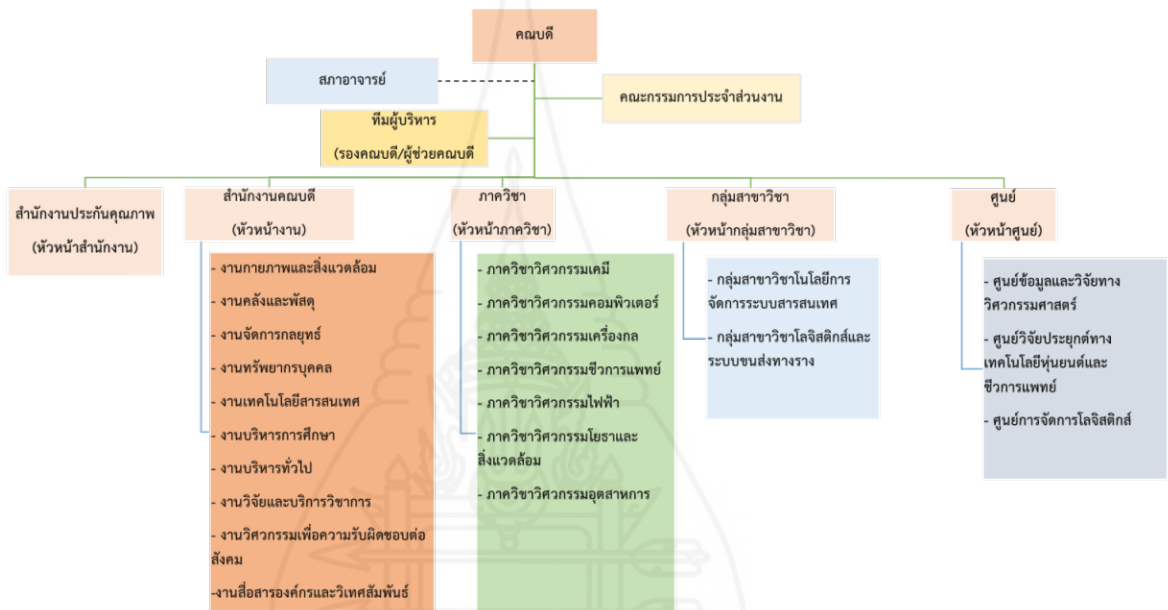 คณบดี
สภาอาจารย์
คณะกรรมการประจำส่วนงาน
ทีมผู้บริหาร
(รองคณบดี/ผู้ช่วยคณบดี
สำนักงานประกันคุณภาพ
(หัวหน้าสำนักงาน)
สำนักงานคณบดี
(หัวหน้างาน)
- งานกายภาพและสิ่งแวดล้อม
- งานคลังและพัสดุ
- งานจัดการกลยุทธ์
- งานทรัพยากรบุคคล
- งานเทคโนโลยีสารสนเทศ
- งานบริหารการศึกษา
- งานบริหารทั่วไป
- งานวิจัยและบริการวิชาการ
- งานวิศวกรรมเพื่อความรับผิดชอบต่อ
สังคม
-งานสื่อสารองค์กรและวิเทศสัมพันธ์
ภาควิชา
(หัวหน้าภาควิชา)
- ภาควิชาวิศวกรรมเคมี
- ภาควิชาวิศวกรรมคอมพิวเตอร์
- ภาควิชาวิศวกรรมเครื่องกล
- ภาควิชาวิศวกรรมชีวการแพทย์
- ภาควิชาวิศวกรรมไฟฟ้า
- ภาควิชาวิศวกรรมโยธาและ
สิ่งแวดล้อม
- ภาควิชาวิศวกรรมอุตสาหการ
กลุ่มสาขาวิชา
(หัวหน้ากลุ่มสาขาวิชา)
- กลุ่มสาขาวิชาโนโลยีการ
จัดการระบบสารสนเทศ
- กลุ่มสาขาวิชาโลจิสติกส์และ
ระบบขนส่งทางราง
ศูนย์
(หัวหน้าศูนย์)
- ศูนย์ข้อมูลและวิจัยทาง
วิศวกรรมศาสตร์
- ศูนย์วิจัยประยุกต์ทาง
เทคโนโลยีหุ่นยนต์และ
ชีวการแพทย์
- ศูนย์การจัดการโลจิสติกส์